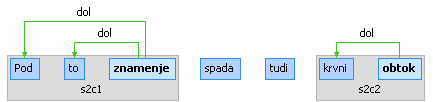 dol
dol
dol
Pod to znamenje spada tudi krvni obtok
s2c1 s2c2